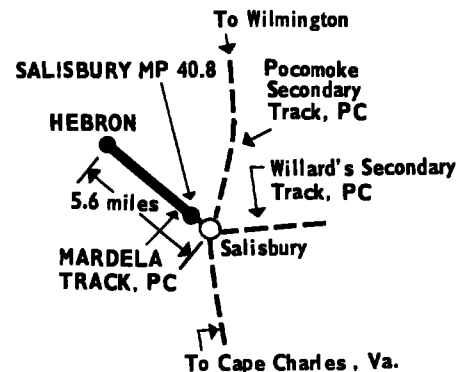 To Wilmington
SALISBURY MP 40.8
Pocomoke
Secondary
Track, PC
HEBRON
Willard's Secondary
Track, PC
5.6 miles
Salisbury
MARDELA
TRACK, PC
To Cape Charles, Va.